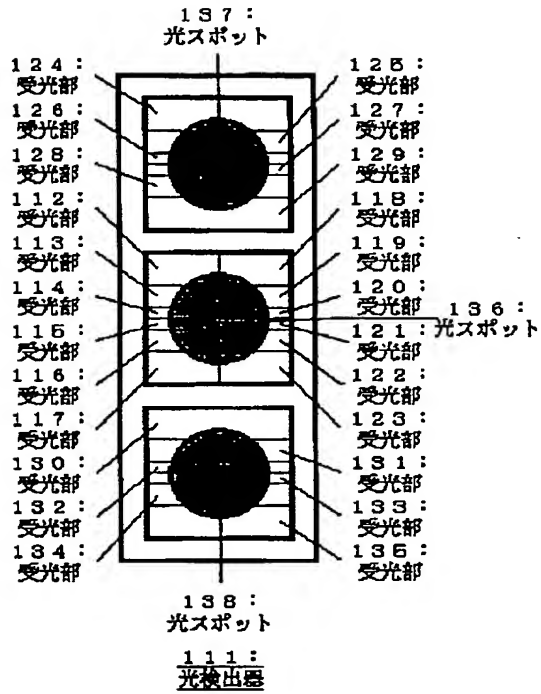 137:
光スポット
124:
受光部
125:
受光部
126:
受光部
127:
受光部
128:
受光部
129:
受光部
112:
受光部
118:
受光部
113:
受光部
119:
受光部
114:
受光部
120:
受光部
136:
光スポット
115:
受光部
121:
受光部
116:
受光部
122:
受光部
117:
受光部
123:
受光部
130:
受光部
131:
受光部
132:
受光部
133:
受光部
134:
受光部
135:
受光部
138:
光スポット
111:
光検出器